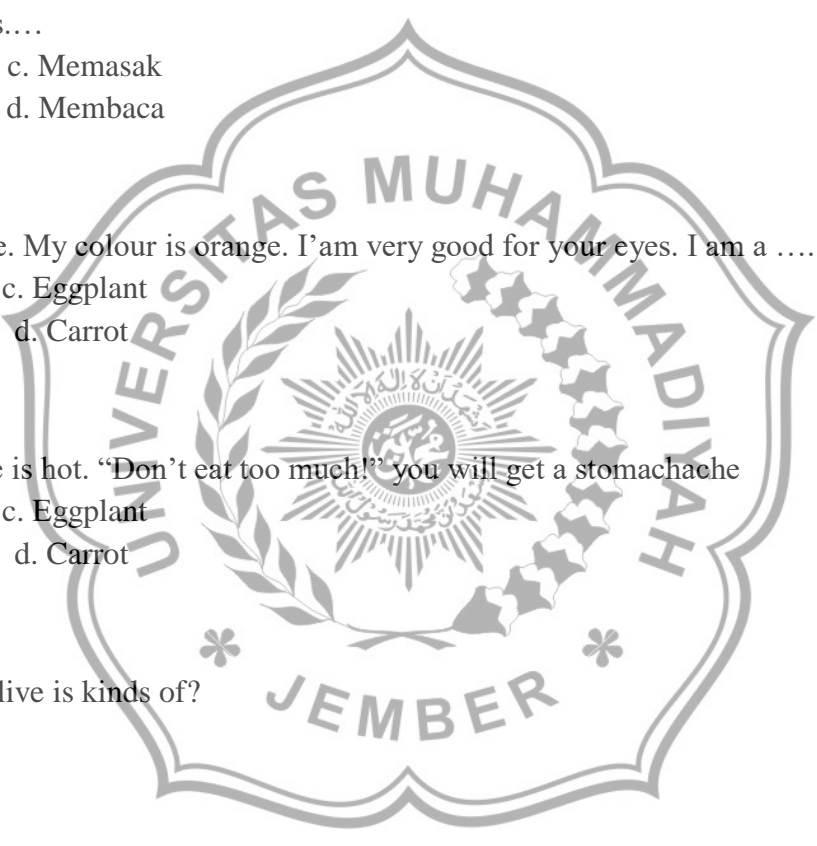 s.…
c. Memasak
d. Membaca
UNIVERSITAS MUHAMMADIYAH
e. My colour is orange. I’am very good for your eyes. I am a ….
c. Eggplant
d. Carrot
e is hot. “Don’t eat too much!” you will get a stomachache
c. Eggplant
d. Carrot
live is kinds of?
JEMBER